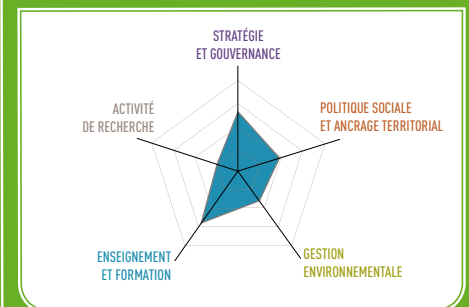 STRATÉGIE
ET GOUVERNANCE
ACTIVITÉ
DE RECHERCHE
POLITIQUE SOCIALE
ET ANCRAGE TERRITORIAL
ENSEIGNEMENT
ET FORMATION
GESTION
ENVIRONNEMENTALE